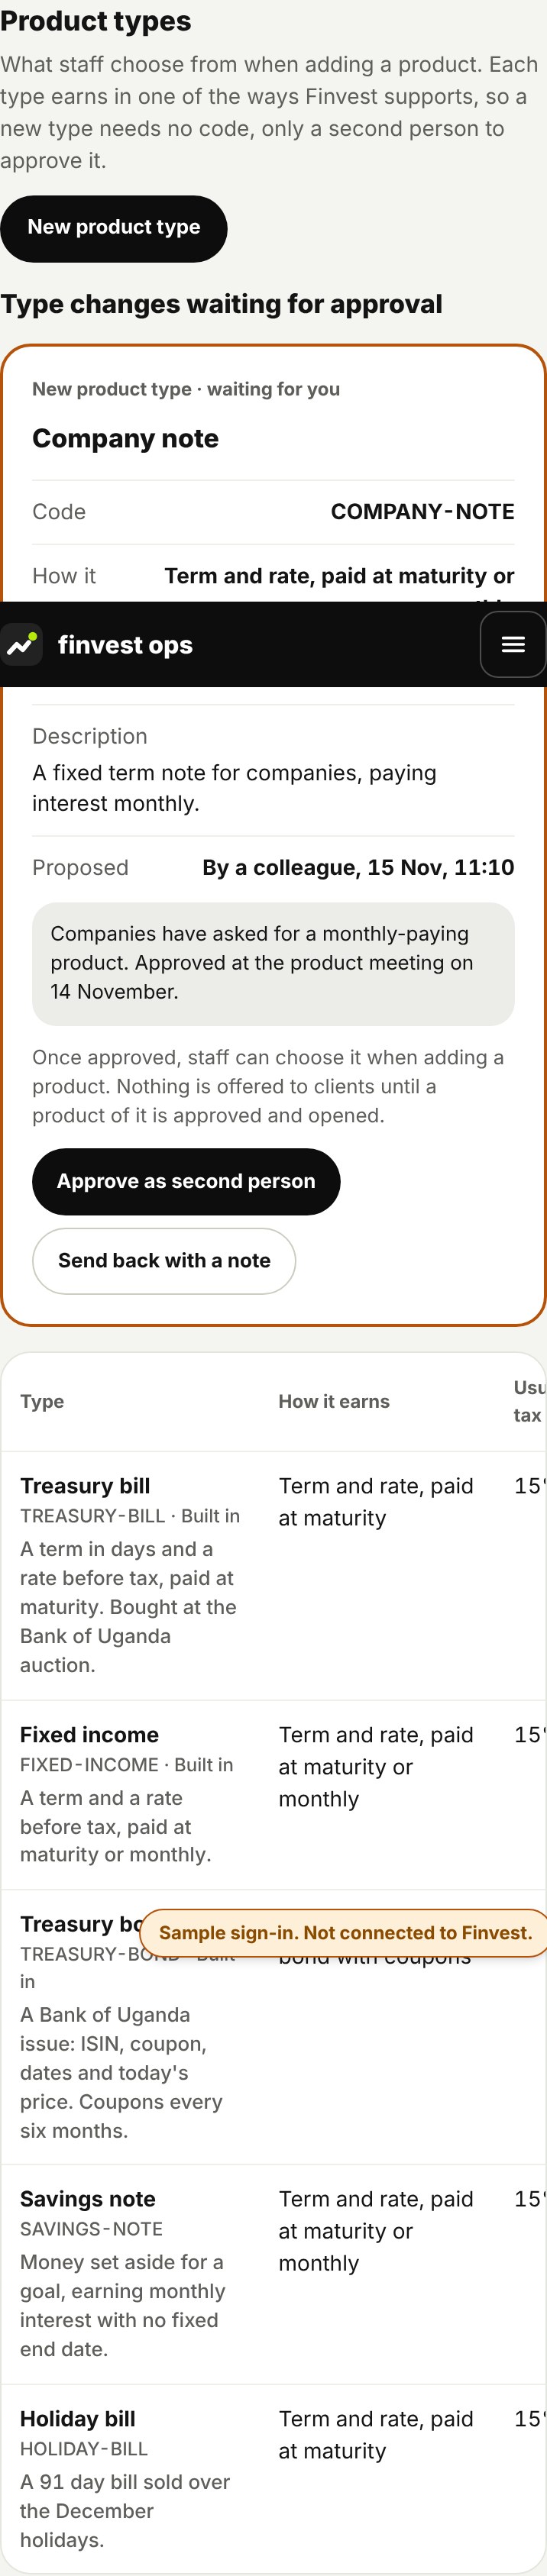 Product types
What staff choose from when adding a product. Each
type earns in one of the ways Finvest supports, so a
new type needs no code, only a second person to
approve it.
New product type
Type changes waiting for approval
New product type · waiting for you
Company note
Code COMPANY-NOTE
How it Term and rate, paid at maturity or
finvest ops
Description
A fixed term note for companies, paying
interest monthly.
Proposed By a colleague, 15 Nov, 11:10
Companies have asked for a monthly-paying
product. Approved at the product meeting on
14 November.
Once approved, staff can choose it when adding a
product. Nothing is offered to clients until a
product of it is approved and opened.
Approve as second person
Send back with a note
Type How it earns tax
Treasury bill
TREASURY-BILL · Built in
A term in days and a
rate before tax, paid at
maturity. Bought at the
Bank of Uganda
auction.
Term and rate, paid
at maturity
15
Fixed income
FIXED-INCOME · Built in
A term and a rate
before tax, paid at
maturity or monthly.
Term and rate, paid
at maturity or
monthly
15
Treasury
Sample sign-in. Not connected to Finvest.
TREASURY-BOND · Built
in
A Bank of Uganda
issue: ISIN, coupon,
dates and today's
price. Coupons every
six months.
bond with coupons
Savings note
SAVINGS-NOTE
Money set aside for a
goal, earning monthly
interest with no fixed
end date.
Term and rate, paid
at maturity or
monthly
15
Holiday bill
HOLIDAY-BILL
A 91 day bill sold over
the December
holidays.
Term and rate, paid
at maturity
15